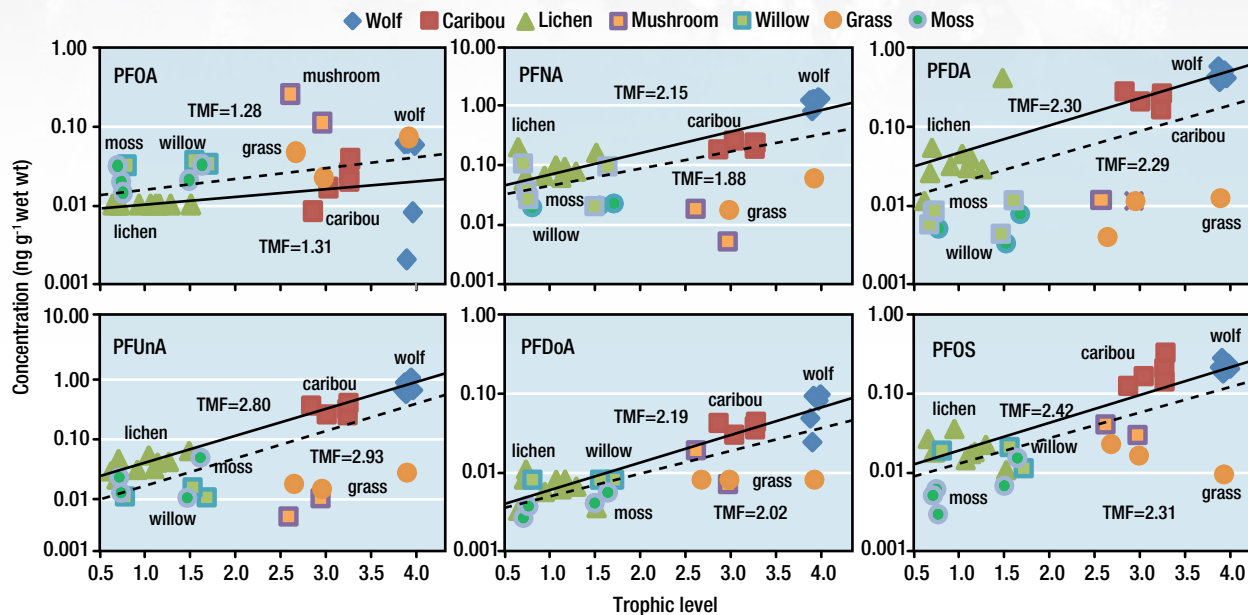 Wolf Caribou Lichen Mushroom Willow Grass Moss
Concentration (ng g-1 wet wt)
1.00
0.10
0.01
0.001
PFOA
mushroom
TMF=1.28
wolf
moss
willow
grass
lichen
caribou
TMF=1.31
10.00
1.00
0.10
0.01
0.001
PFNA
wolf
TMF=2.15
lichen
caribou
moss
TMF=1.88
willow
grass
1.00
0.10
0.01
0.001
PFDA
wolf
TMF=2.30
lichen
caribou
TMF=2.29
moss
willow
grass
10.00
1.00
0.10
0.01
0.001
PFUnA
wolf
caribou
TMF=2.80
lichen
moss
TMF=2.93
grass
willow
0.5 1.0 1.5 2.0 2.5 3.0 3.5 4.0
1.00
0.10
0.01
0.001
PFDoA
wolf
caribou
TMF=2.19
lichen
willow
grass
moss
TMF=2.02
0.5 1.0 1.5 2.0 2.5 3.0 3.5 4.0
1.00
0.10
0.01
0.001
PFOS
wolf
caribou
lichen
TMF=2.42
willow
moss
grass
TMF=2.31
0.5 1.0 1.5 2.0 2.5 3.0 3.5 4.0
Trophic level